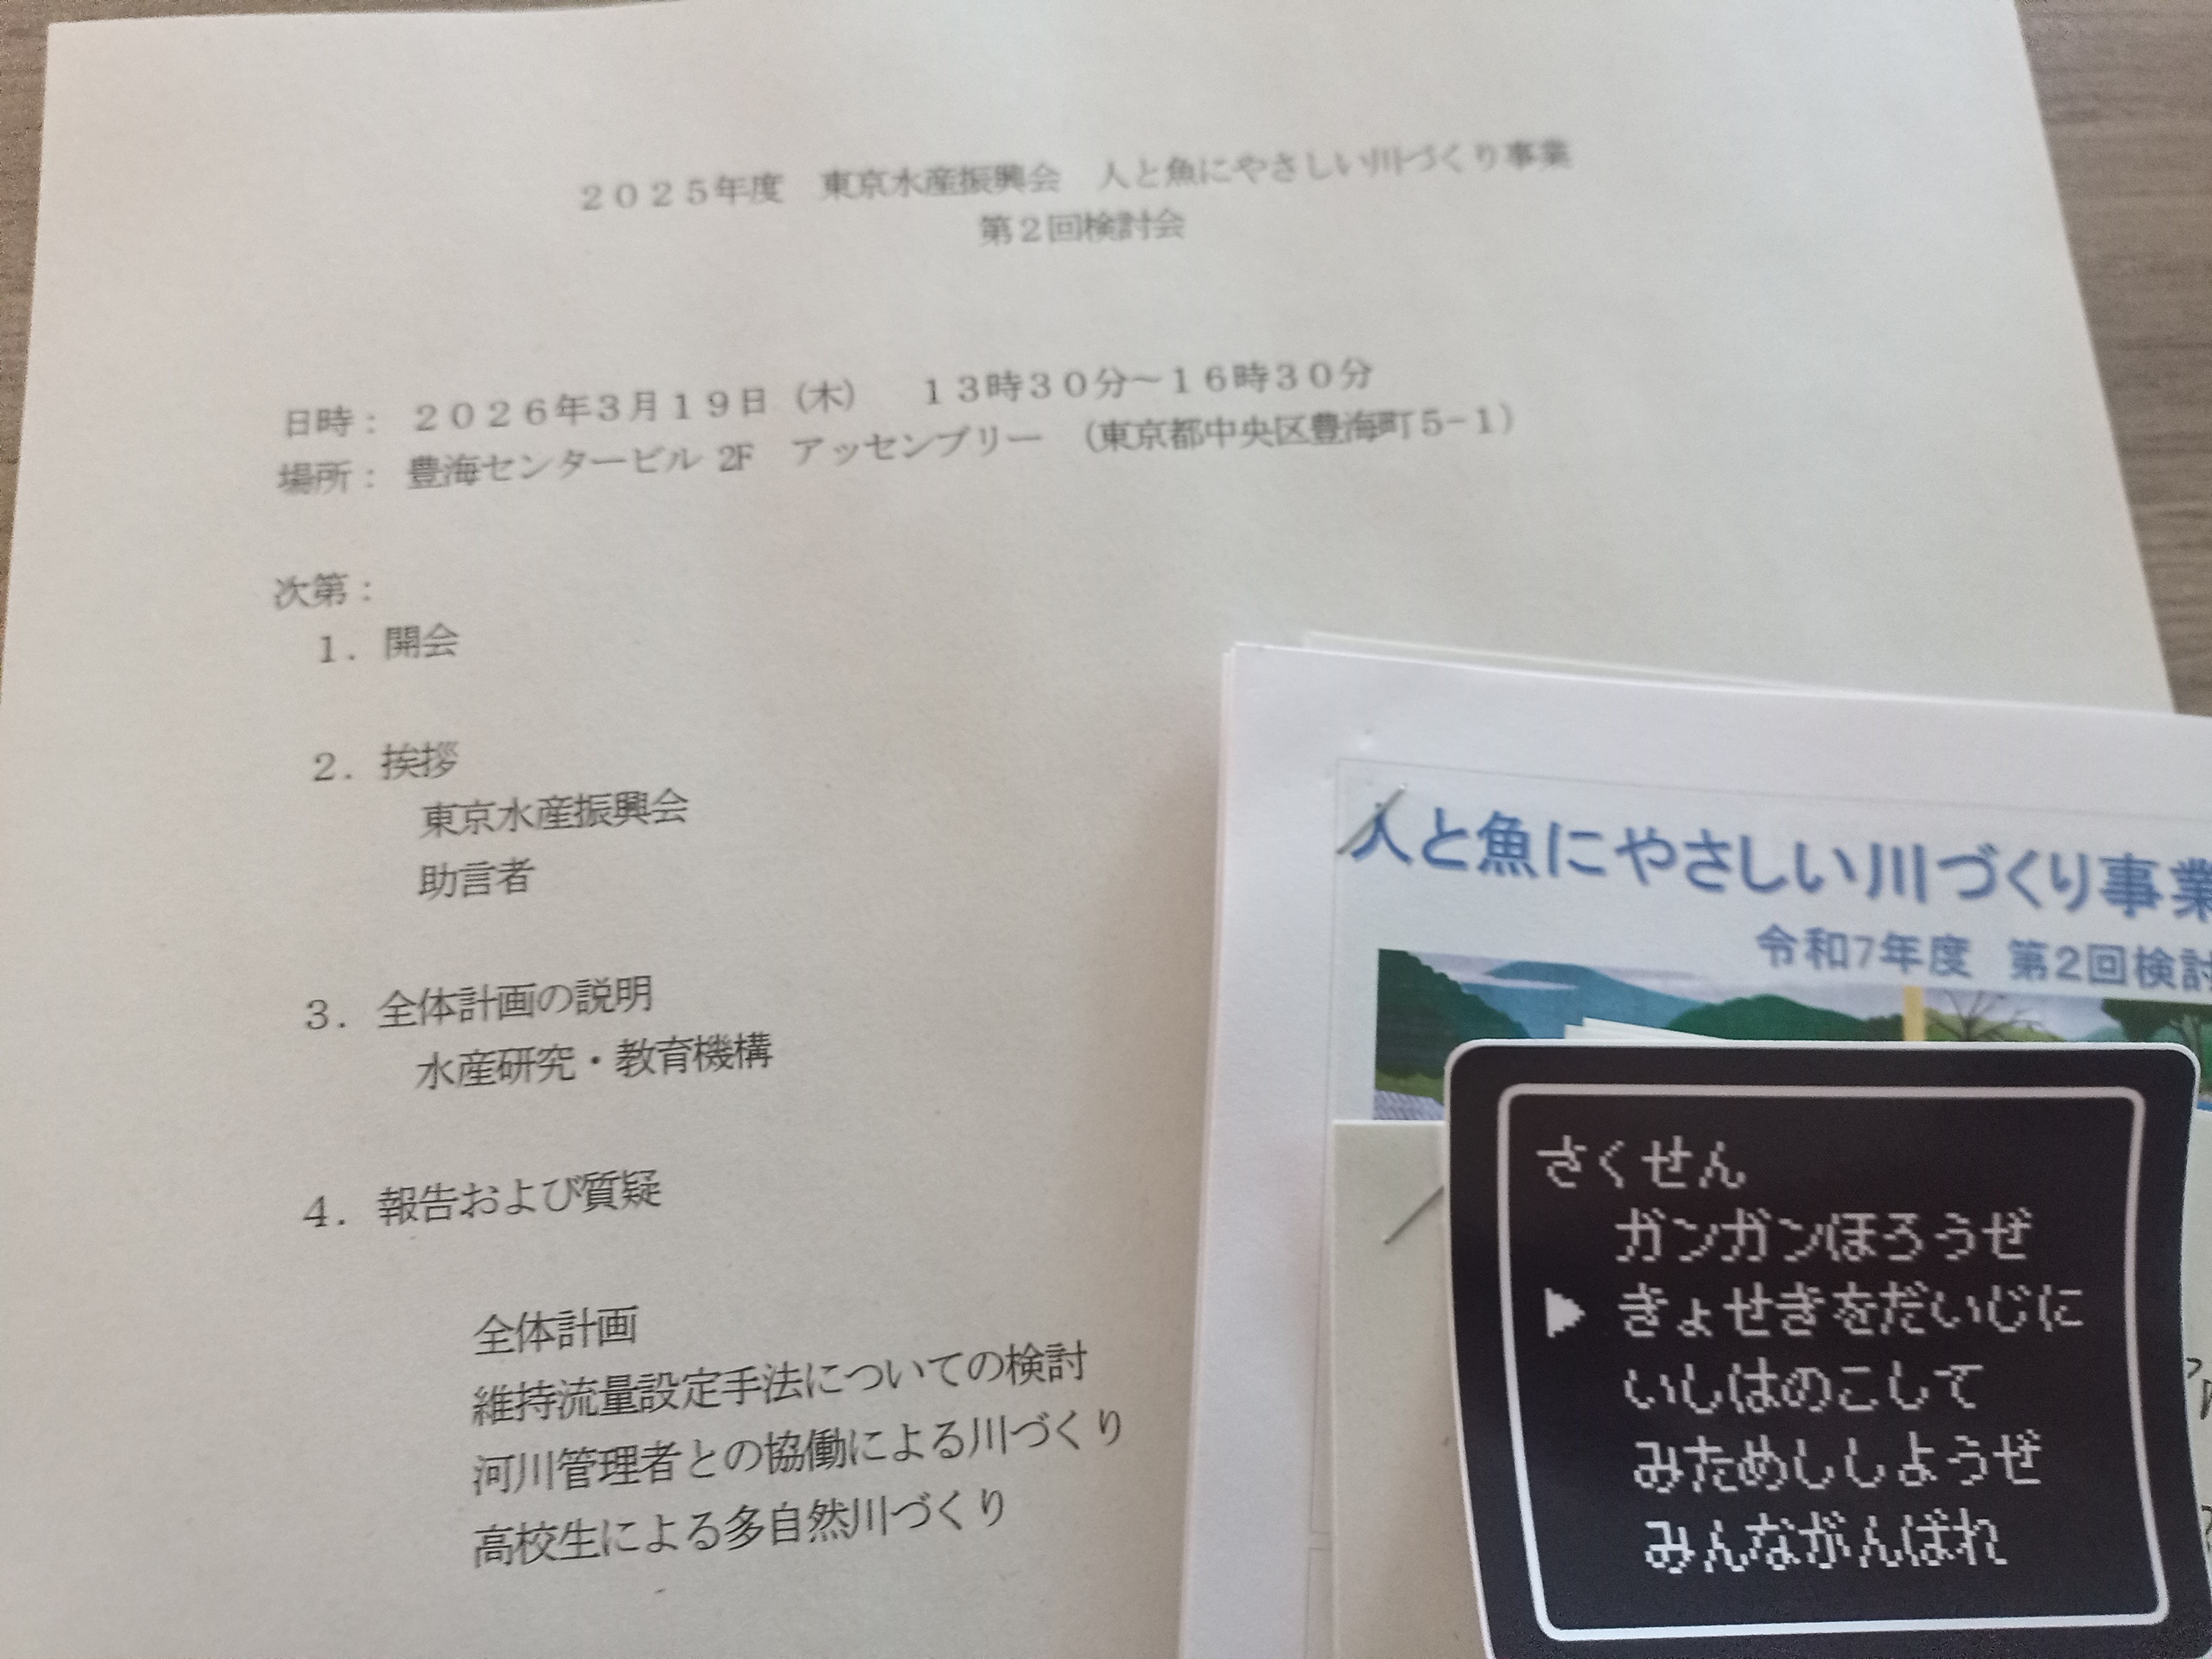 ２０２５年度　東京水産振興会　人と魚にやさしい川づくり事業
第２回検討会
日時：　２０２６年３月１９日（木）　１３時３０分～１６時３０分
場所：　豊海センタービル 2F　アッセンブリー　（東京都中央区豊海町５−１）
次第：
１．開会
２．挨拶
東京水産振興会
助言者
３．全体計画の説明
水産研究・教育機構
４．報告および質疑
全体計画
維持流量設定手法についての検討
河川管理者との協働による川づくり
高校生による多自然川づくり
人と魚にやさしい川づくり事業
令和7年度　第2回検討
さくせん
ガンガンほろうぜ
▶ きょせきをだいじに
いしはのこして
みためししようぜ
みんながんばれ